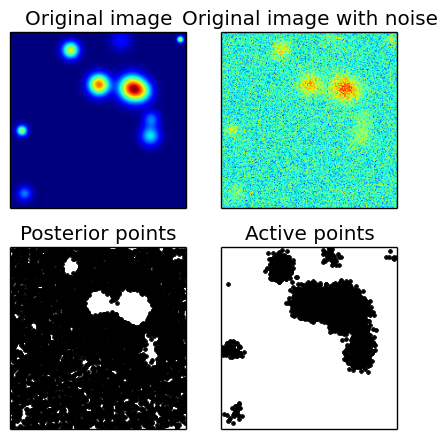 Original image
Original image with noise
Posterior points
Active points